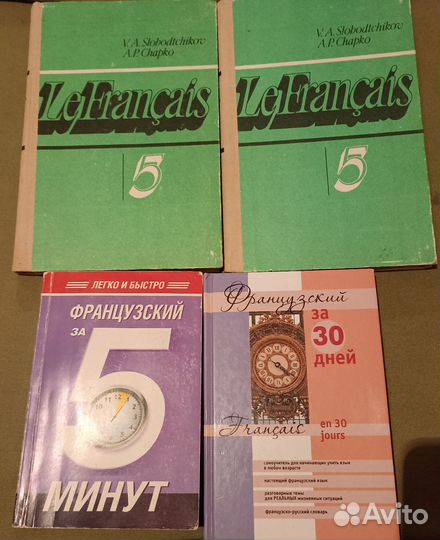 V. A. Slobodtchikov
A. P. Chapko
Le Français
5
V. A. Slobodtchikov
A. P. Chapko
Le Français
5
ЛЕГКО И БЫСТРО
ФРАНЦУЗСКИЙ
ЗА
5
МИНУТ
Французский
за
30
дней
Français
en 30
jours
самоучитель для начинающих учить язык
в любом возрасте
настоящий французский язык
разговорные темы
для РЕАЛЬНЫХ жизненных ситуаций
французско-русский словарь
Avito